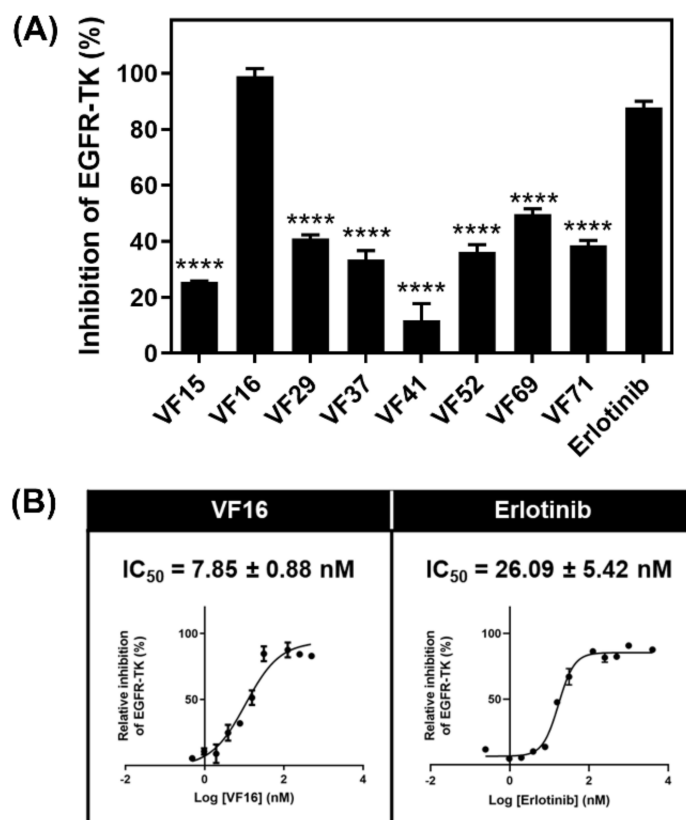 (A)
Inhibition of EGFR-TK (%)
100
80
60
40
20
0
****
****
****
****
****
****
****
VF15
VF16
VF29
VF37
VF41
VF52
VF69
VF71
Erlotinib
(B)
VF16
Erlotinib
IC50 = 7.85 ± 0.88 nM
IC50 = 26.09 ± 5.42 nM
Relative inhibition
of EGFR-TK (%)
100
50
-2
0
2
4
Log [VF16] (nM)
Relative inhibition
of EGFR-TK (%)
100
50
-2
0
2
4
Log [Erlotinib] (nM)